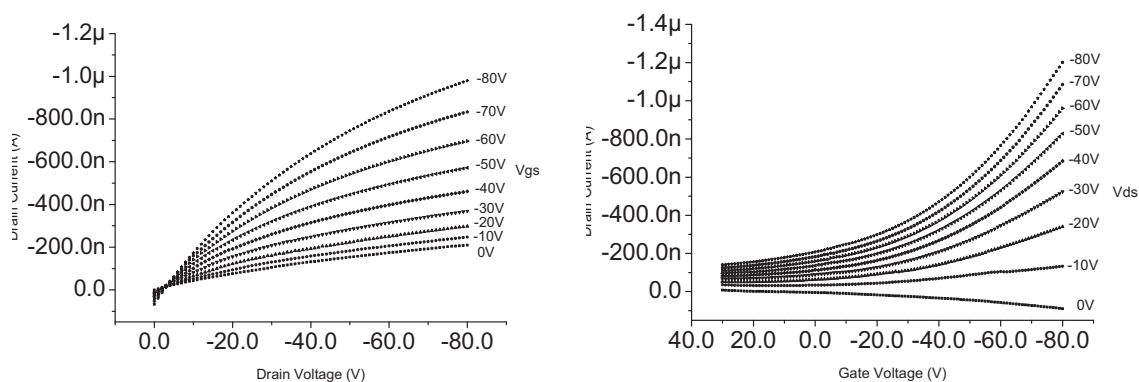 -1.2µ
-1.0µ
-800.0n
-600.0n
-400.0n
-200.0n
0.0
Drain Current (A)
-80V
-70V
-60V
-50V
-40V
-30V
-20V
-10V
0V
Vgs
0.0 -20.0 -40.0 -60.0 -80.0
Drain Voltage (V)
-1.4µ
-1.2µ
-1.0µ
-800.0n
-600.0n
-400.0n
-200.0n
0.0
Drain Current (A)
-80V
-70V
-60V
-50V
-40V
-30V
-20V
-10V
0V
Vds
40.0 20.0 0.0 -20.0 -40.0 -60.0 -80.0
Gate Voltage (V)